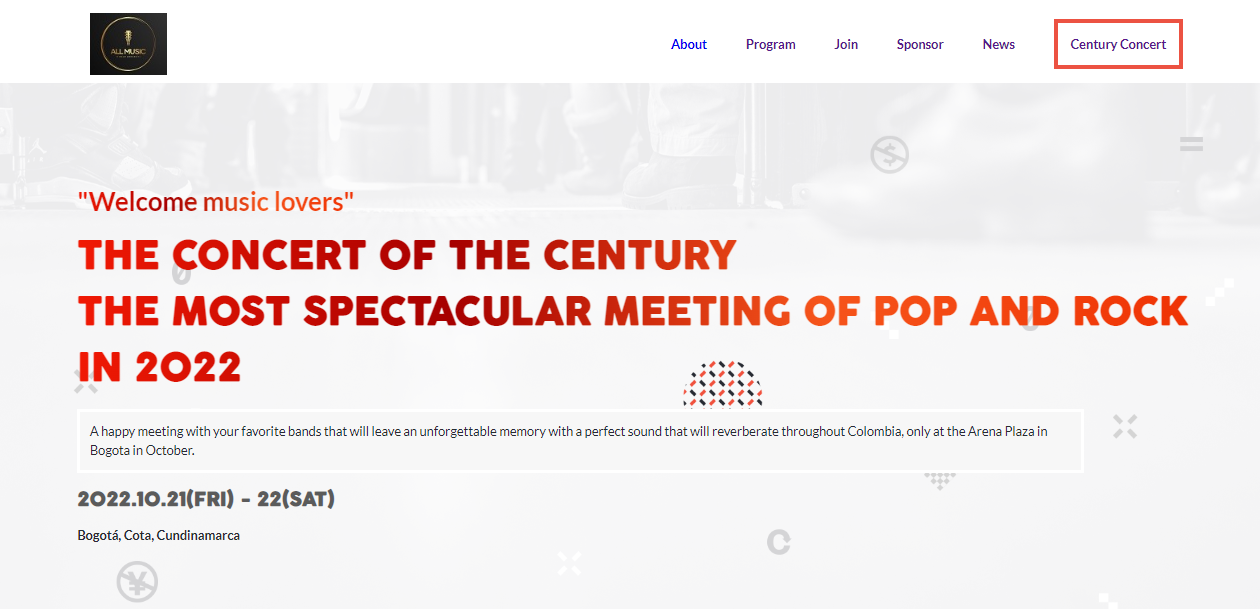 ALL MUSIC
About
Program
Join
Sponsor
News
Century Concert
"Welcome music lovers"
THE CONCERT OF THE CENTURY
THE MOST SPECTACULAR MEETING OF POP AND ROCK
IN 2022
A happy meeting with your favorite bands that will leave an unforgettable memory with a perfect sound that will reverberate throughout Colombia, only at the Arena Plaza in
Bogota in October.
2022.10.21(FRI) - 22(SAT)
Bogotá, Cota, Cundinamarca